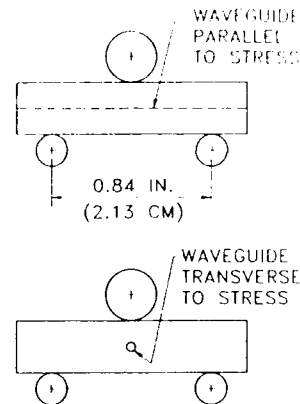 WAVEGUIDE
PARALLEL
TO STRESS
0.84 IN.
(2.13 CM)
WAVEGUIDE
TRANSVERSE
TO STRESS